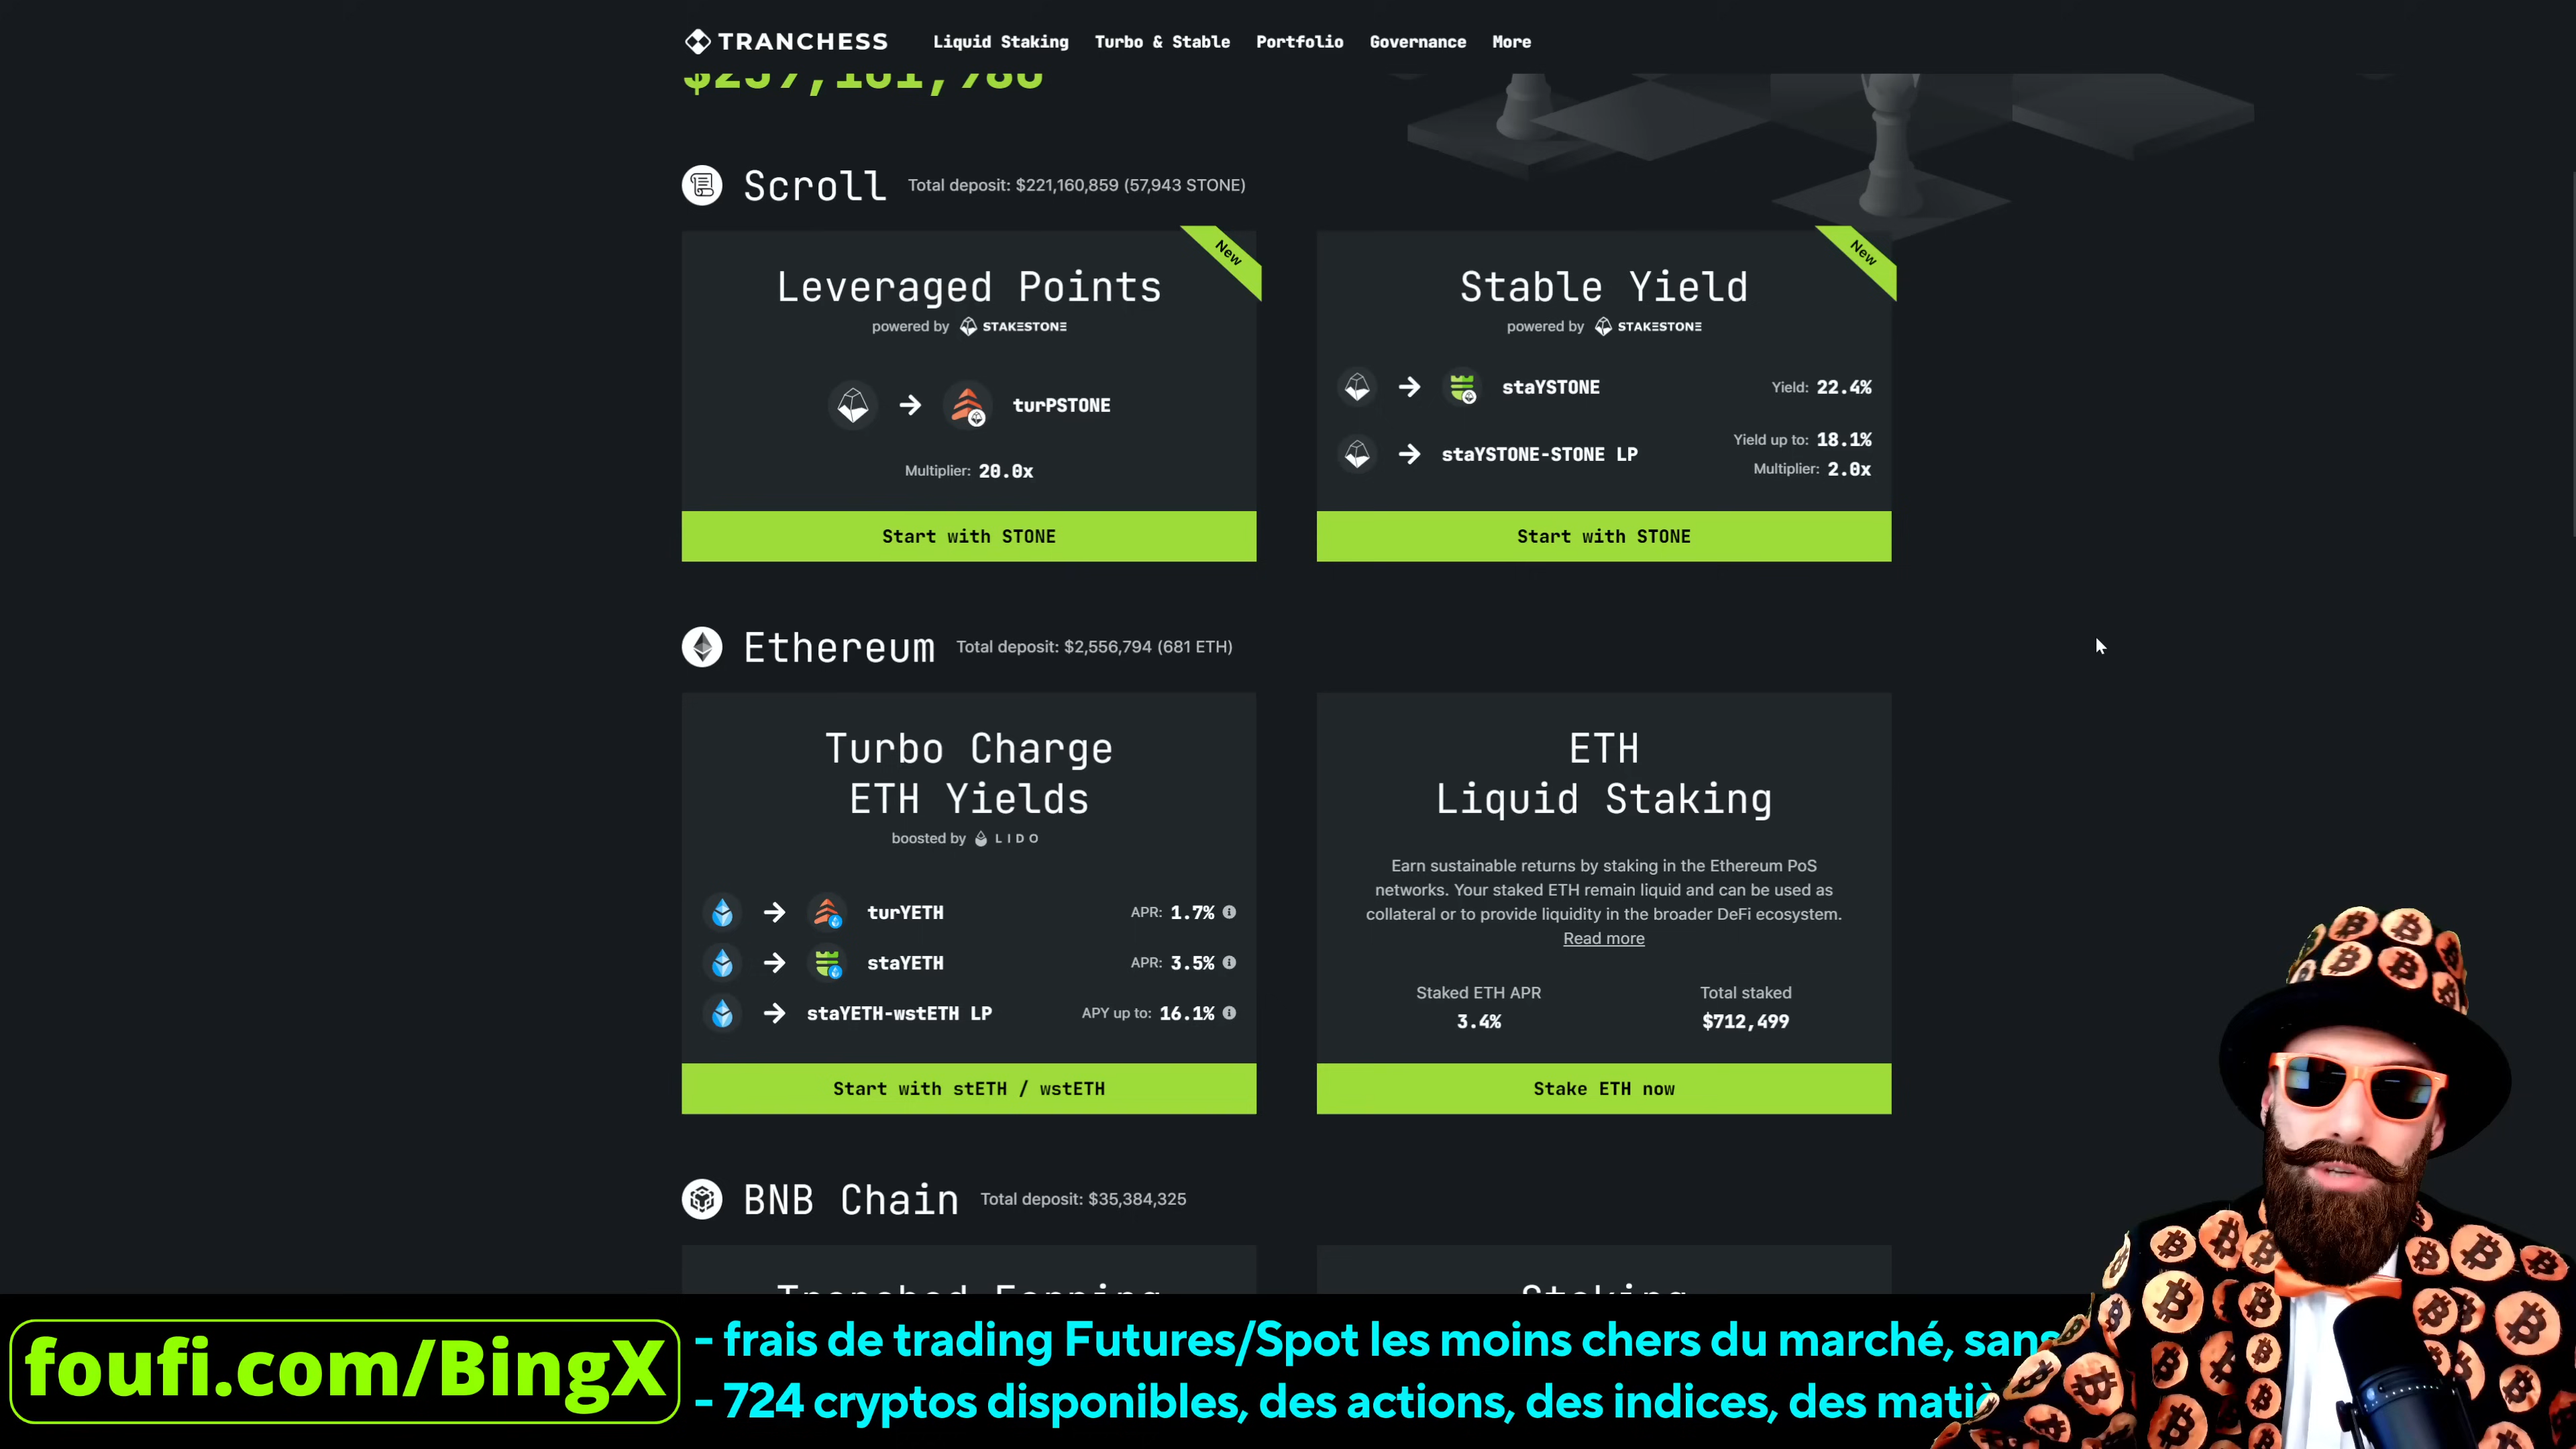 TRANCHESS
Liquid Staking
Turbo & Stable
Portfolio
Governance
More
Scroll
Total deposit: $221,160,859 (57,943 STONE)
New
Leveraged Points
powered by STAKESTONE
turPSTONE
Multiplier: 20.0x
Start with STONE
New
Stable Yield
powered by STAKESTONE
staYSTONE
Yield: 22.4%
staYSTONE-STONE LP
Yield up to: 18.1%
Multiplier: 2.0x
Start with STONE
Ethereum
Total deposit: $2,556,794 (681 ETH)
Turbo Charge
ETH Yields
boosted by LIDO
turYETH
APR: 1.7%
staYETH
APR: 3.5%
staYETH-wstETH LP
APY up to: 16.1%
Start with stETH / wstETH
ETH
Liquid Staking
Earn sustainable returns by staking in the Ethereum PoS
networks. Your staked ETH remain liquid and can be used as
collateral or to provide liquidity in the broader DeFi ecosystem.
Read more
Staked ETH APR
3.4%
Total staked
$712,499
Stake ETH now
BNB Chain
Total deposit: $35,384,325
foufi.com/BingX
- frais de trading Futures/Spot les moins chers du marché, sans
- 724 cryptos disponibles, des actions, des indices, des